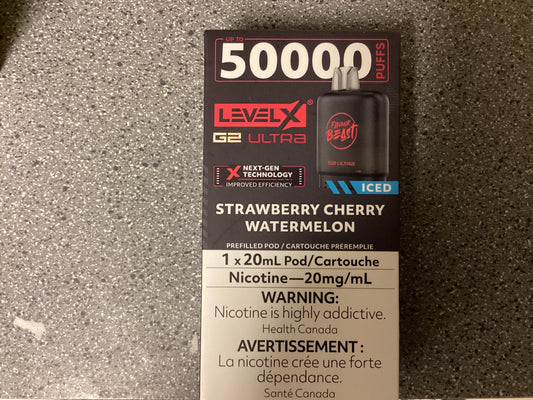 UP TO
50000
PUFFS
LEVEL X®
G2 ULTRA
FLAVOUR
BEAST
G2 ULTRA
X NEXT-GEN
TECHNOLOGY
IMPROVED EFFICIENCY
ICED
STRAWBERRY CHERRY
WATERMELON
PREFILLED POD / CARTOUCHE PRÉREMPLIE
1 x 20mL Pod/Cartouche
Nicotine—20mg/mL
WARNING:
Nicotine is highly addictive.
Health Canada
AVERTISSEMENT :
La nicotine crée une forte
dépendance.
Santé Canada